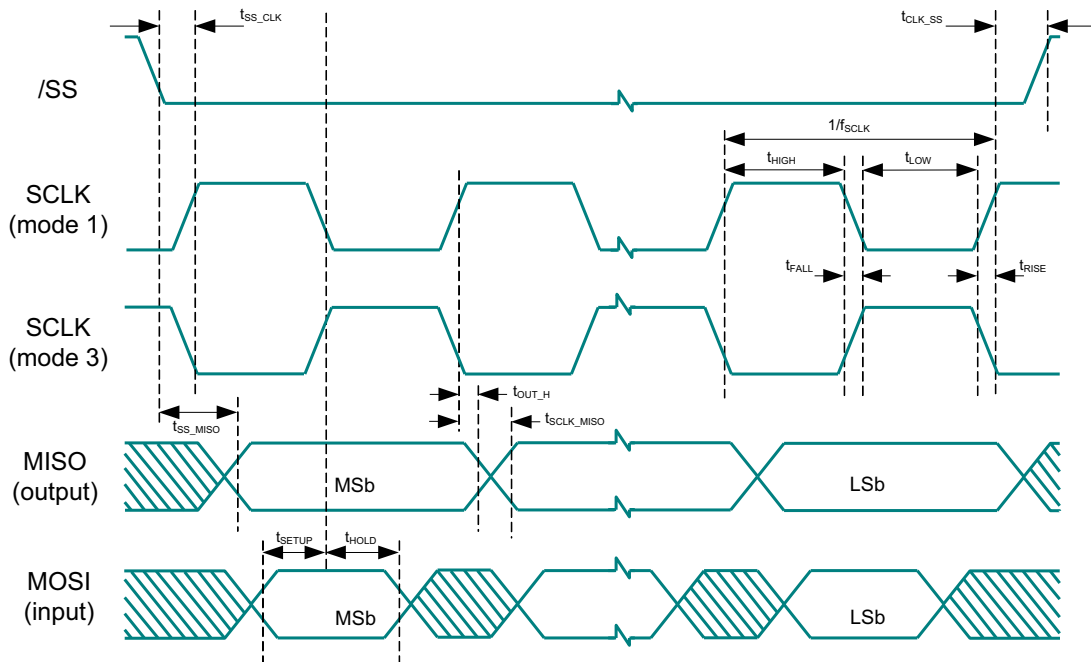 tSS_CLK
tCLK_SS
/SS
1/fSCLK
tHIGH
tLOW
SCLK
(mode 1)
tFALL
tRISE
SCLK
(mode 3)
tOUT_H
tSS_MISO
tSCLK_MISO
MISO
(output)
MSb
LSb
tSETUP
tHOLD
MOSI
(input)
MSb
LSb